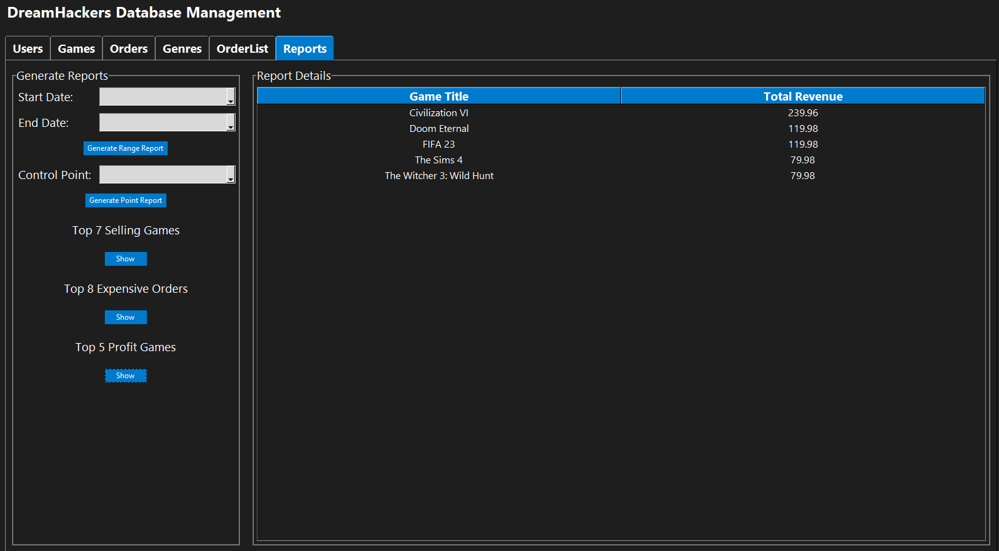 DreamHackers Database Management
Users Games Orders Genres OrderList Reports
Generate Reports
Start Date:
End Date:
Generate Range Report
Control Point:
Generate Point Report
Top 7 Selling Games
Show
Top 8 Expensive Orders
Show
Top 5 Profit Games
Show
Report Details
Game Title Total Revenue
Civilization VI 239.96
Doom Eternal 119.98
FIFA 23 119.98
The Sims 4 79.98
The Witcher 3: Wild Hunt 79.98